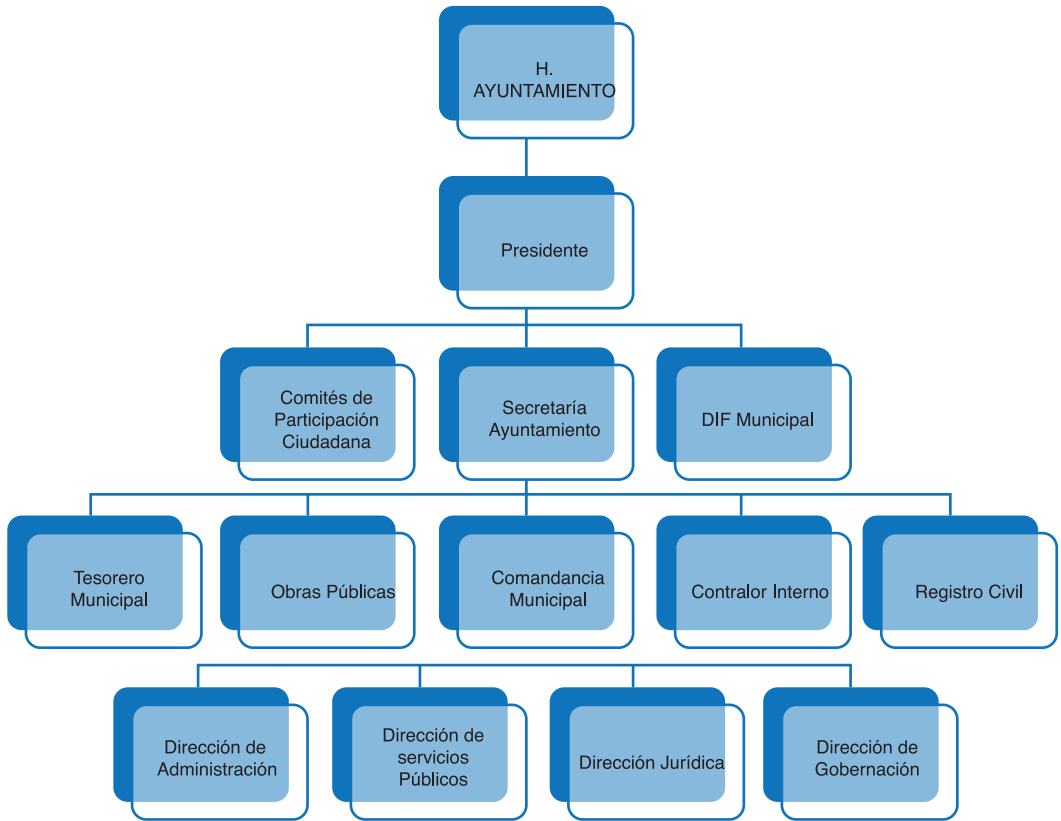 H.
AYUNTAMIENTO
Presidente
Comités de
Participación
Ciudadana
Secretaría
Ayuntamiento
DIF Municipal
Tesorero
Municipal
Obras Públicas
Comandancia
Municipal
Contralor Interno
Registro Civil
Dirección de
Administración
Dirección de
servicios
Públicos
Dirección Jurídica
Dirección de
Gobernación